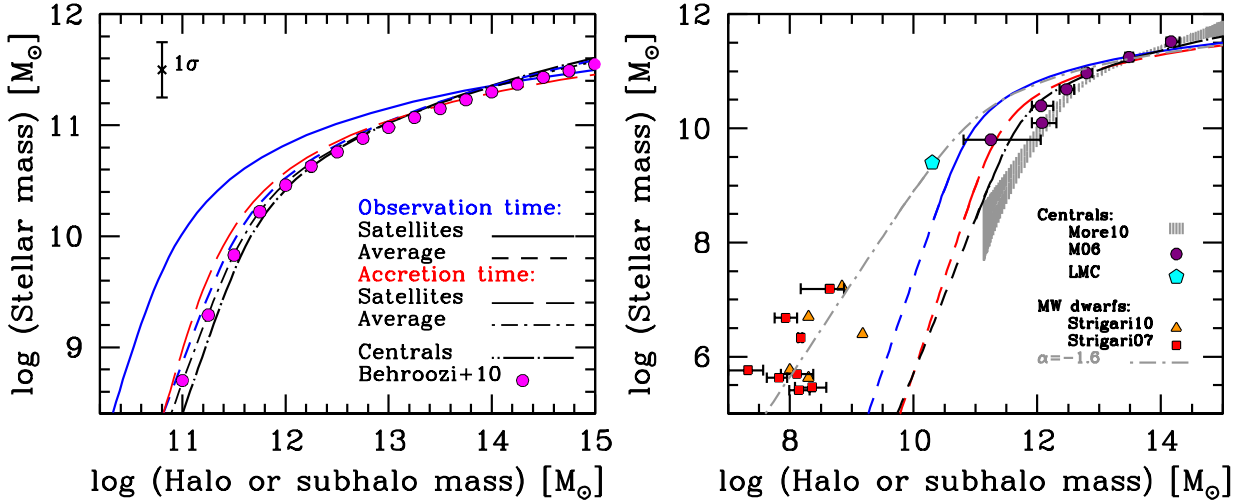 12
11
10
9
log (Stellar mass) [M⊙]
1σ
Observation time:
Satellites
Average
Accretion time:
Satellites
Average
Centrals
Behroozi+10
11 12 13 14 15
log (Halo or subhalo mass) [M⊙]
12
10
8
6
log (Stellar mass) [M⊙]
Centrals:
More10
M06
LMC
MW dwarfs:
Strigari10
Strigari07
α=−1.6
8 10 12 14
log (Halo or subhalo mass) [M⊙]